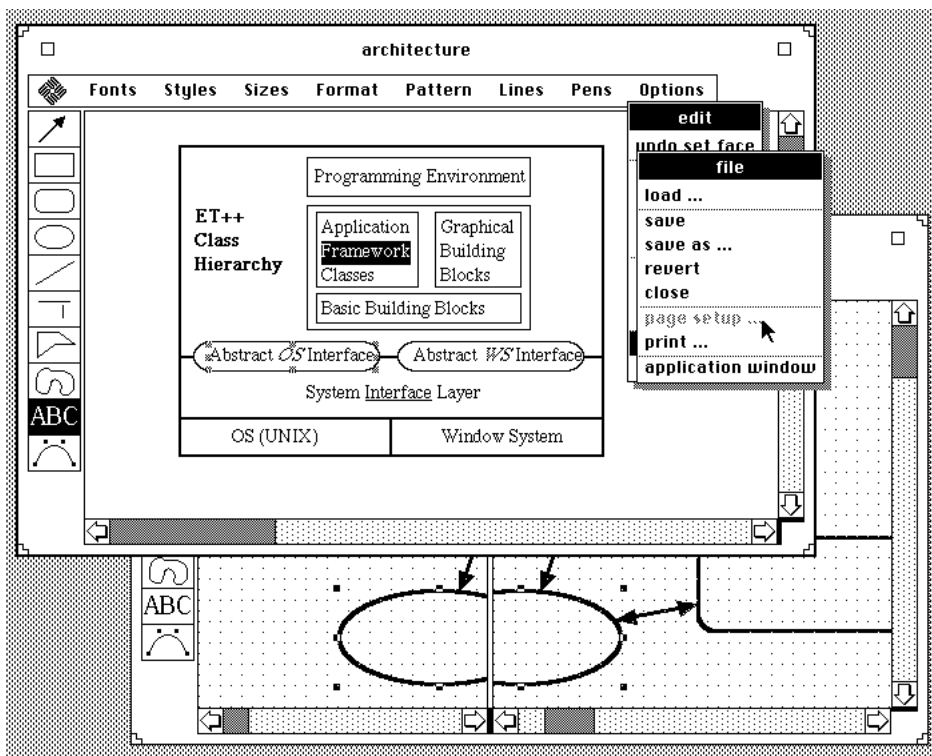 architecture
Fonts Styles Sizes Format Pattern Lines Pens Options
edit
undo set face
file
load ...
save
save as ...
revert
close
page setup ...
print ...
application window
Programming Environment
ET++
Class
Hierarchy
Application
Framework
Classes
Graphical
Building
Blocks
Basic Building Blocks
Abstract OS Interface
Abstract WS Interface
System Interface Layer
OS (UNIX)
Window System
ABC
ABC